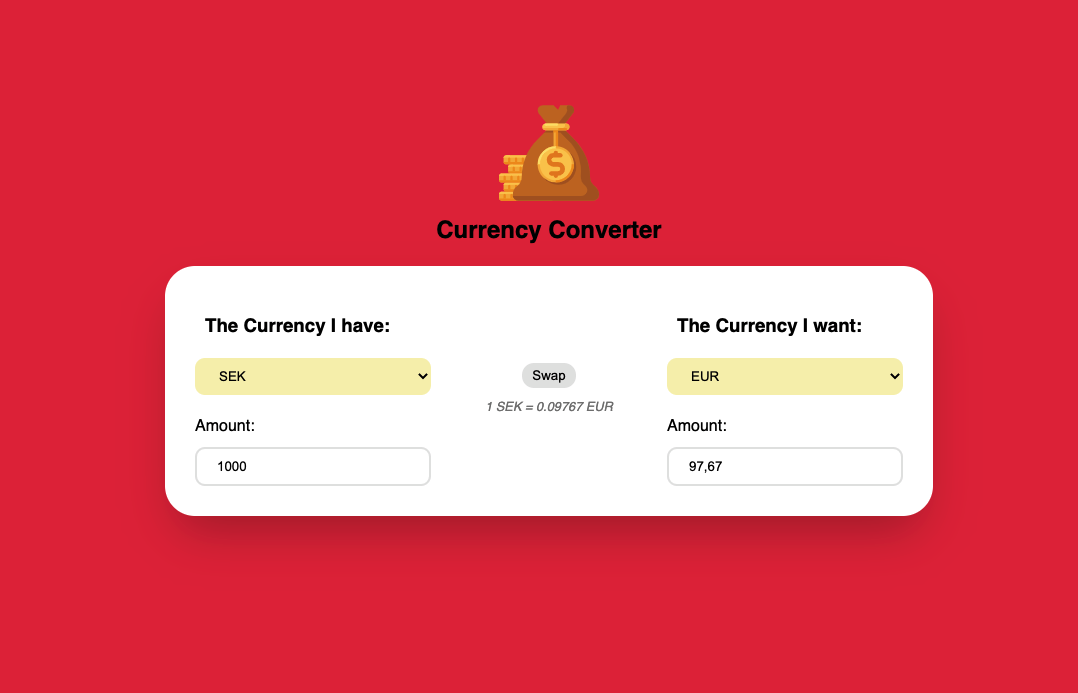 $
Currency Converter
The Currency I have:
SEK
Amount:
1000
Swap
1 SEK = 0.09767 EUR
The Currency I want:
EUR
Amount:
97,67